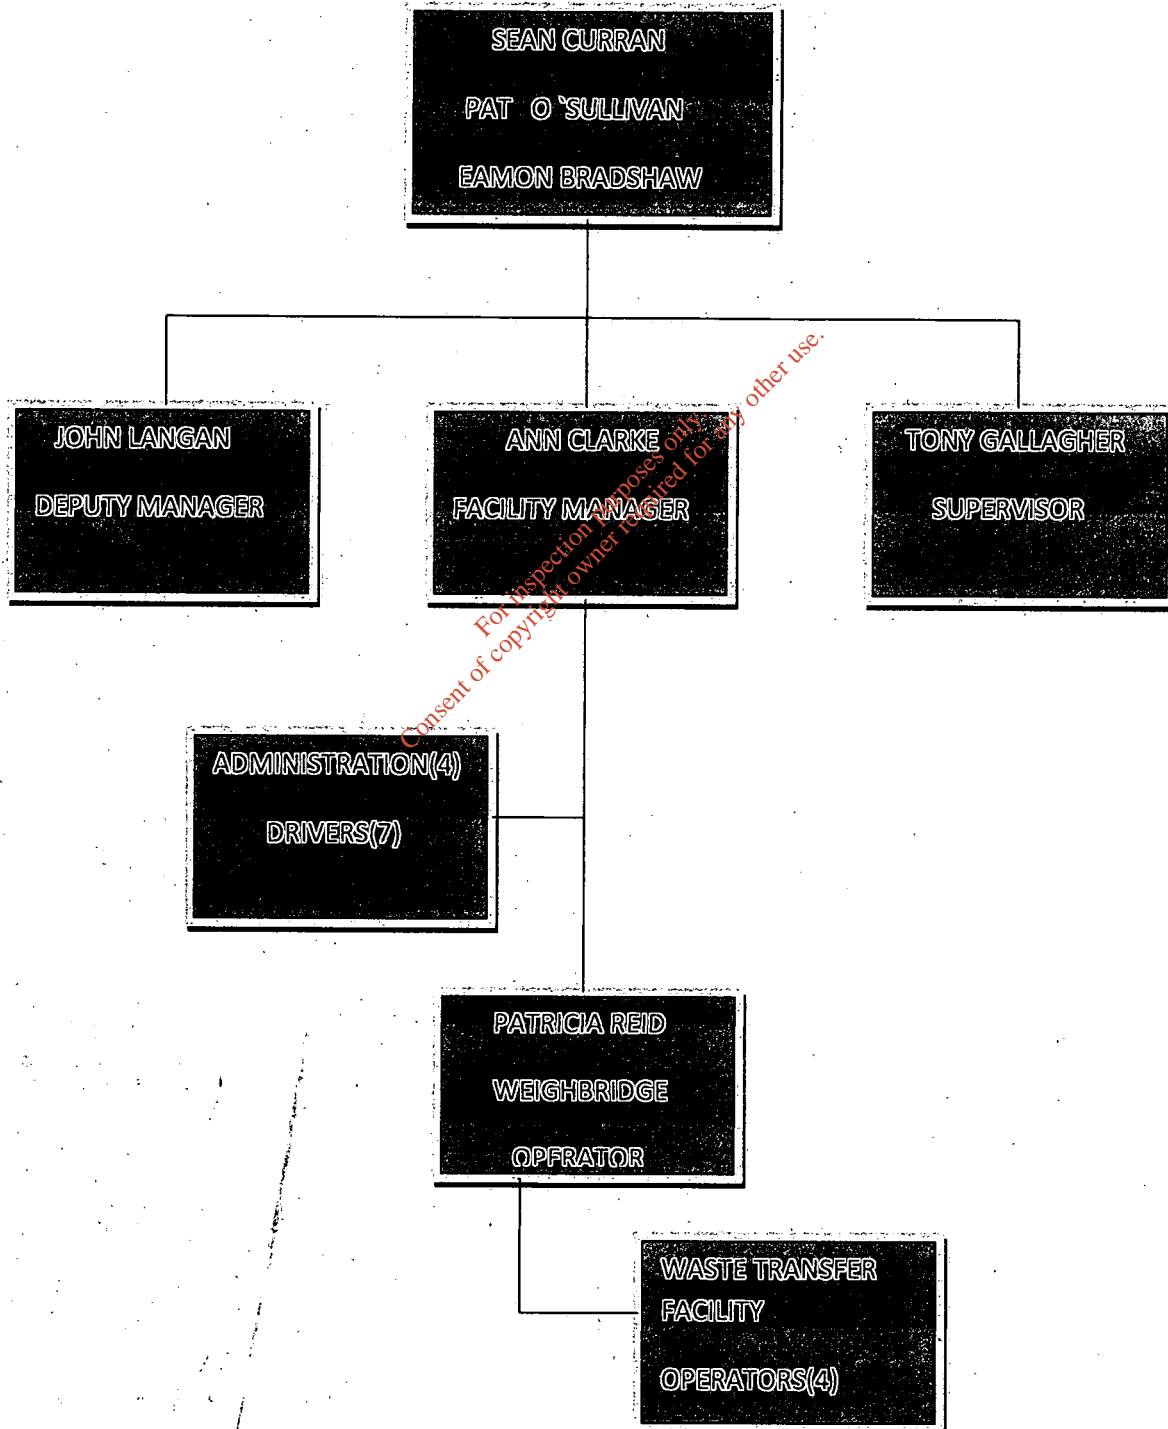 SEAN CURRAN
PAT O `SULLIVAN
EAMON BRADSHAW
JOHN LANGAN
DEPUTY MANAGER
ANN CLARKE
FACILITY MANAGER
TONY GALLAGHER
SUPERVISOR
For inspection purposes only.
Consent of copyright owner required for any other use.
ADMINISTRATION(4)
DRIVERS(7)
PATRICIA REID
WEIGHBRIDGE
OPERATOR
WASTE TRANSFER
FACILITY
OPERATORS(4)